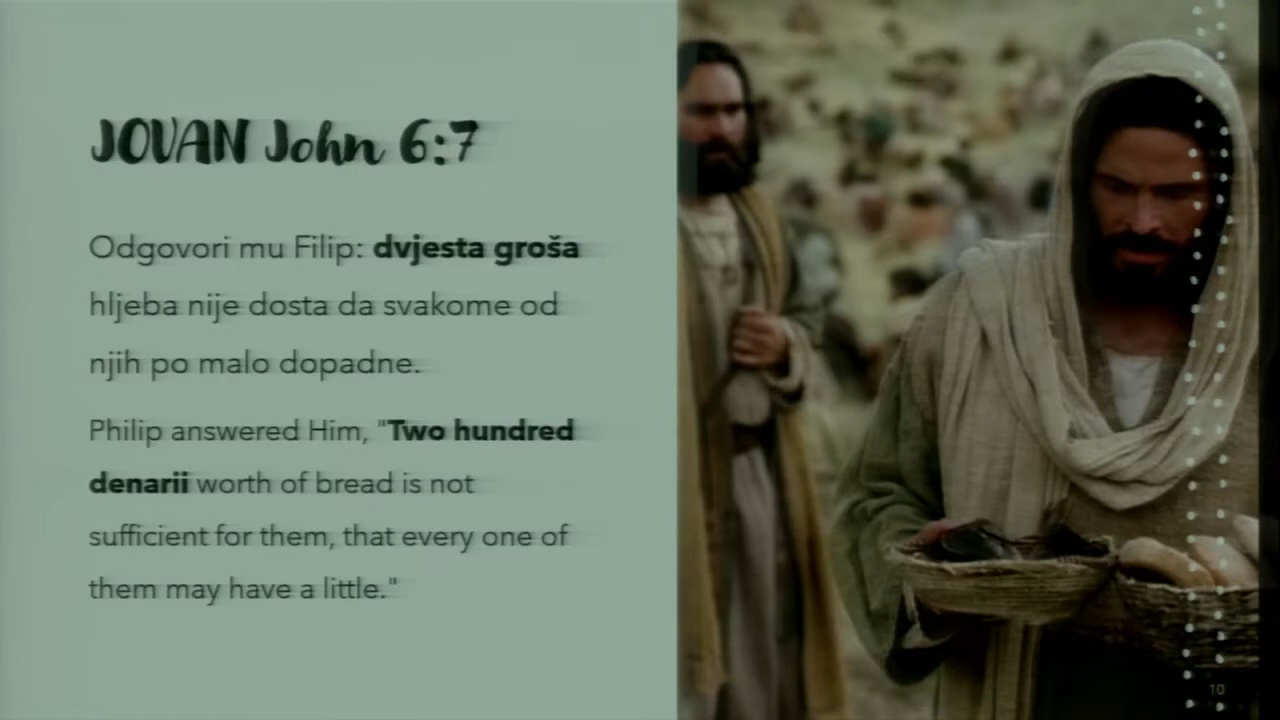 JOVAN John 6:7
Odgovori mu Filip: dvjesta groša
hljeba nije dosta da svakome od
njih po malo dopadne.
Philip answered Him, "Two hundred
denarii worth of bread is not
sufficient for them, that every one of
them may have a little."
10